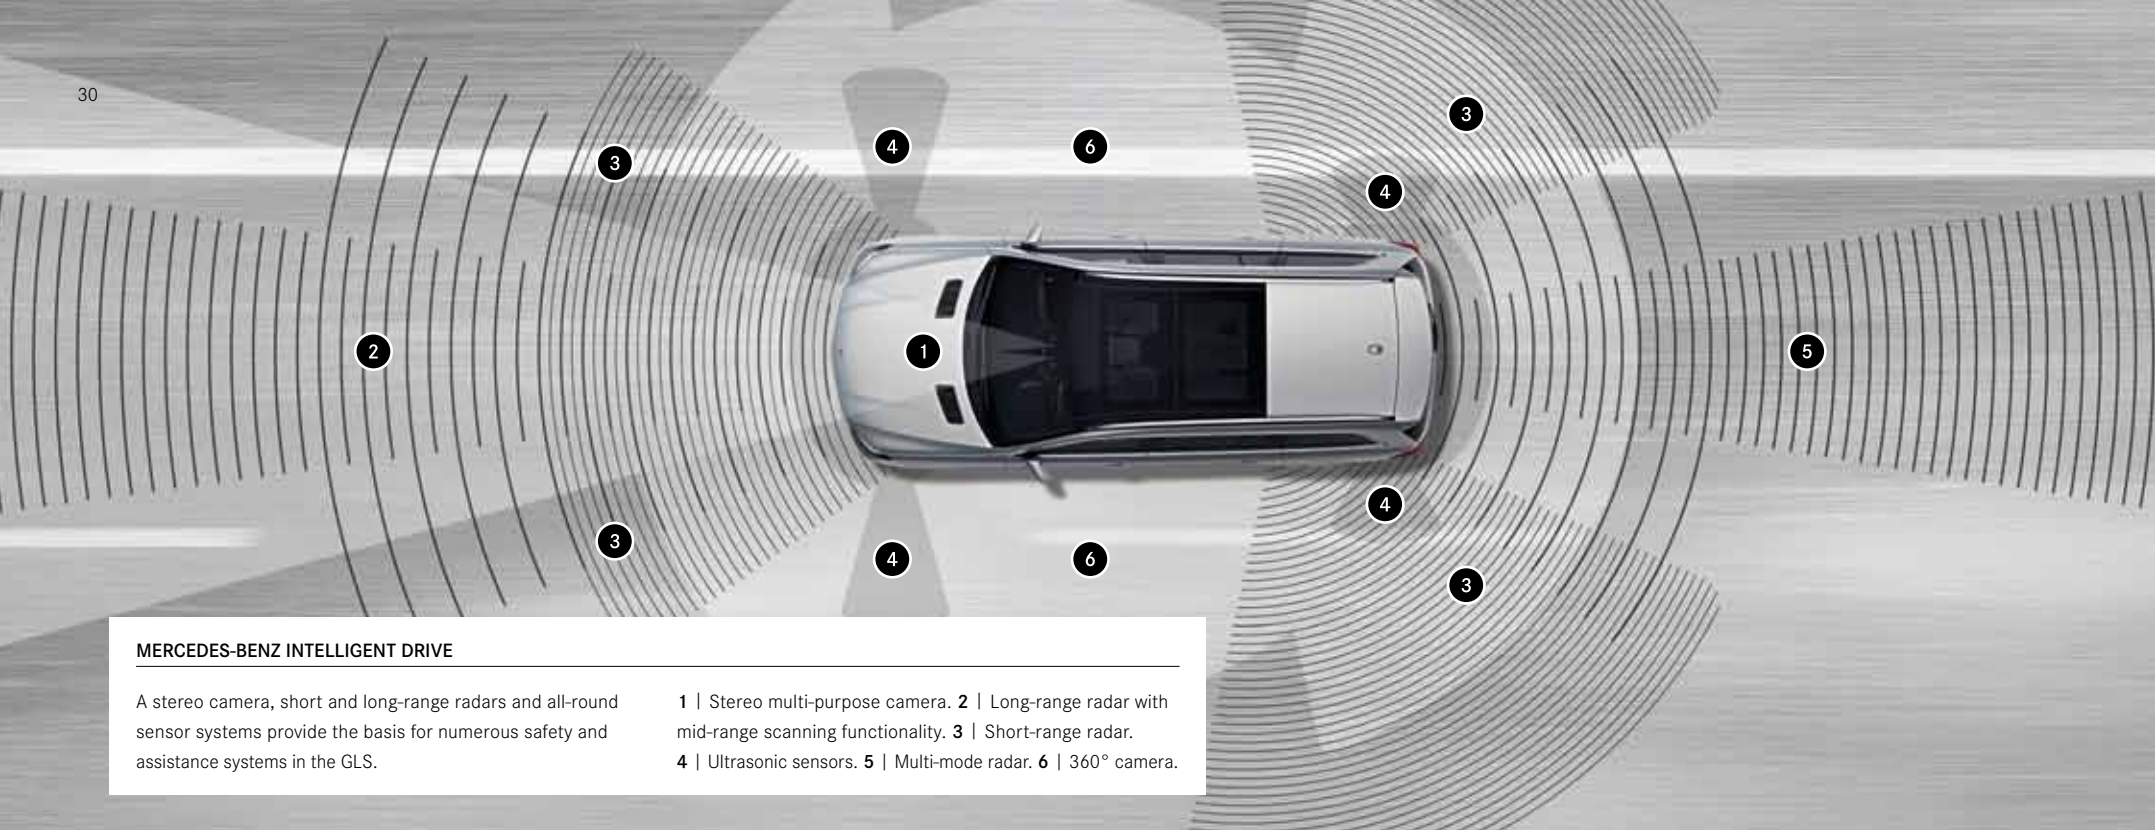 30
3
4
6
3
4
2
1
5
3
4
6
4
3
MERCEDES-BENZ INTELLIGENT DRIVE
A stereo camera, short and long-range radars and all-round
sensor systems provide the basis for numerous safety and
assistance systems in the GLS.
1 | Stereo multi-purpose camera. 2 | Long-range radar with
mid-range scanning functionality. 3 | Short-range radar.
4 | Ultrasonic sensors. 5 | Multi-mode radar. 6 | 360° camera.